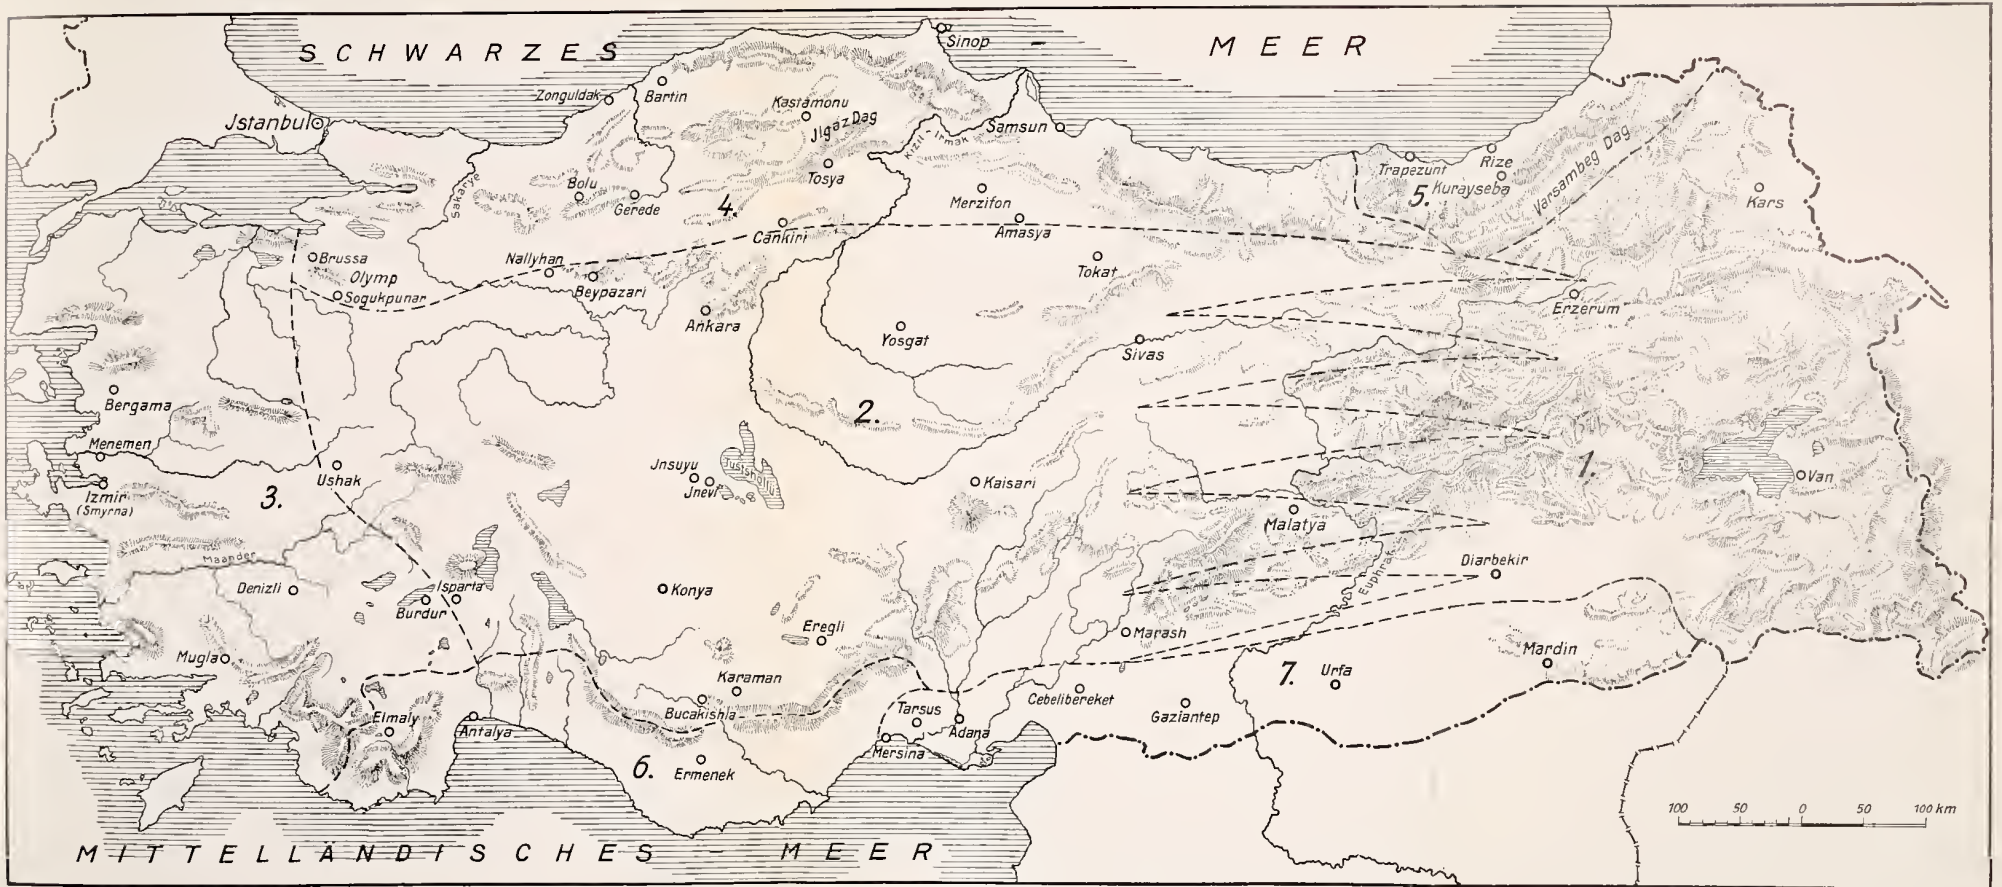 SCHWARZES - MEER
Sinop
Zonguldak
Bartin
Kastamonu
Jlgaz Dag
Jstanbul
Kizil-Irmak
Samsun
Trapezunt
Rize
Varsambeg Dag
5. Kurayseba
Kars
Sakarye
Bolu
Gerede
Tosya
4.
Merzifon
Amasya
Cankiri
Brussa
Olymp
Sogukpunar
Nallyhan
Beypazari
Tokat
Ankara
Erzerum
Yosgat
Sivas
Bergama
2.
Menemen
Jnsuyu
Jnevi
1.
Van
Izmir
(Smyrna)
3.
Ushak
Kaisari
Malatya
Maander
Denizli
Isparta
Burdur
Konya
Diarbekir
Euphrat
Eregli
Marash
Mugla
Karaman
Bucakishla
Cebelibereket
7. Urfa
Mardin
Elmaly
Antalya
Tarsus
Adana
Gaziantep
Mersina
6.
Ermenek
100 50 0 50 100 km
MITTELLÄNDISCHES - MEER